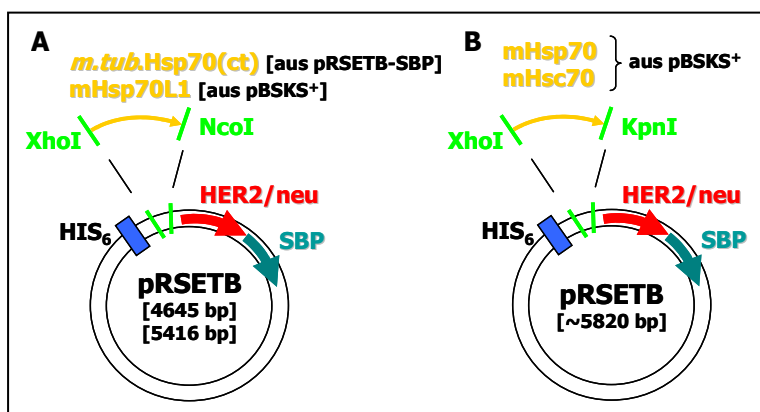 A
m.tub.Hsp70(ct) [aus pRSETB-SBP]
mHsp70L1 [aus pBSKS+]
XhoI
NcoI
HER2/neu
HIS6
SBP
pRSETB
[4645 bp]
[5416 bp]
B
mHsp70
mHsc70
aus pBSKS+
XhoI
KpnI
HER2/neu
HIS6
SBP
pRSETB
[~5820 bp]